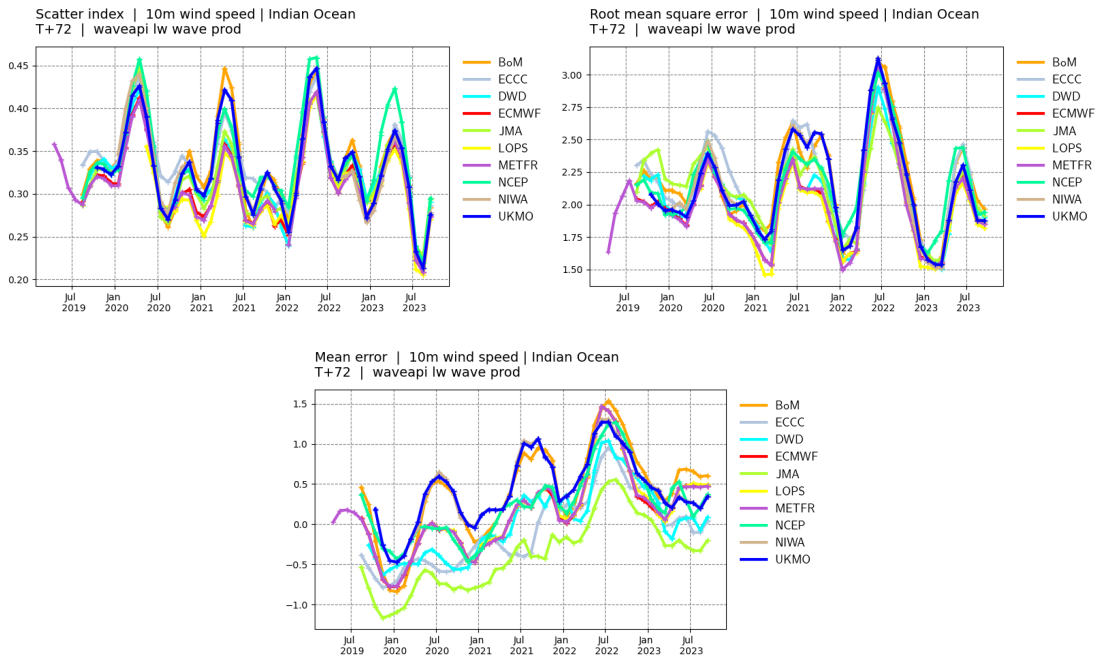 Scatter index  |  10m wind speed | Indian Ocean
T+72  |  waveapi lw wave prod
0.45
0.40
0.35
0.30
0.25
0.20
Jul
2019
Jan
2020
Jul
2020
Jan
2021
Jul
2021
Jan
2022
Jul
2022
Jan
2023
Jul
2023
BoM
ECCC
DWD
ECMWF
JMA
LOPS
METFR
NCEP
NIWA
UKMO
Root mean square error  |  10m wind speed | Indian Ocean
T+72  |  waveapi lw wave prod
3.00
2.75
2.50
2.25
2.00
1.75
1.50
Jul
2019
Jan
2020
Jul
2020
Jan
2021
Jul
2021
Jan
2022
Jul
2022
Jan
2023
Jul
2023
BoM
ECCC
DWD
ECMWF
JMA
LOPS
METFR
NCEP
NIWA
UKMO
Mean error  |  10m wind speed | Indian Ocean
T+72  |  waveapi lw wave prod
1.5
1.0
0.5
0.0
−0.5
−1.0
Jul
2019
Jan
2020
Jul
2020
Jan
2021
Jul
2021
Jan
2022
Jul
2022
Jan
2023
Jul
2023
BoM
ECCC
DWD
ECMWF
JMA
LOPS
METFR
NCEP
NIWA
UKMO